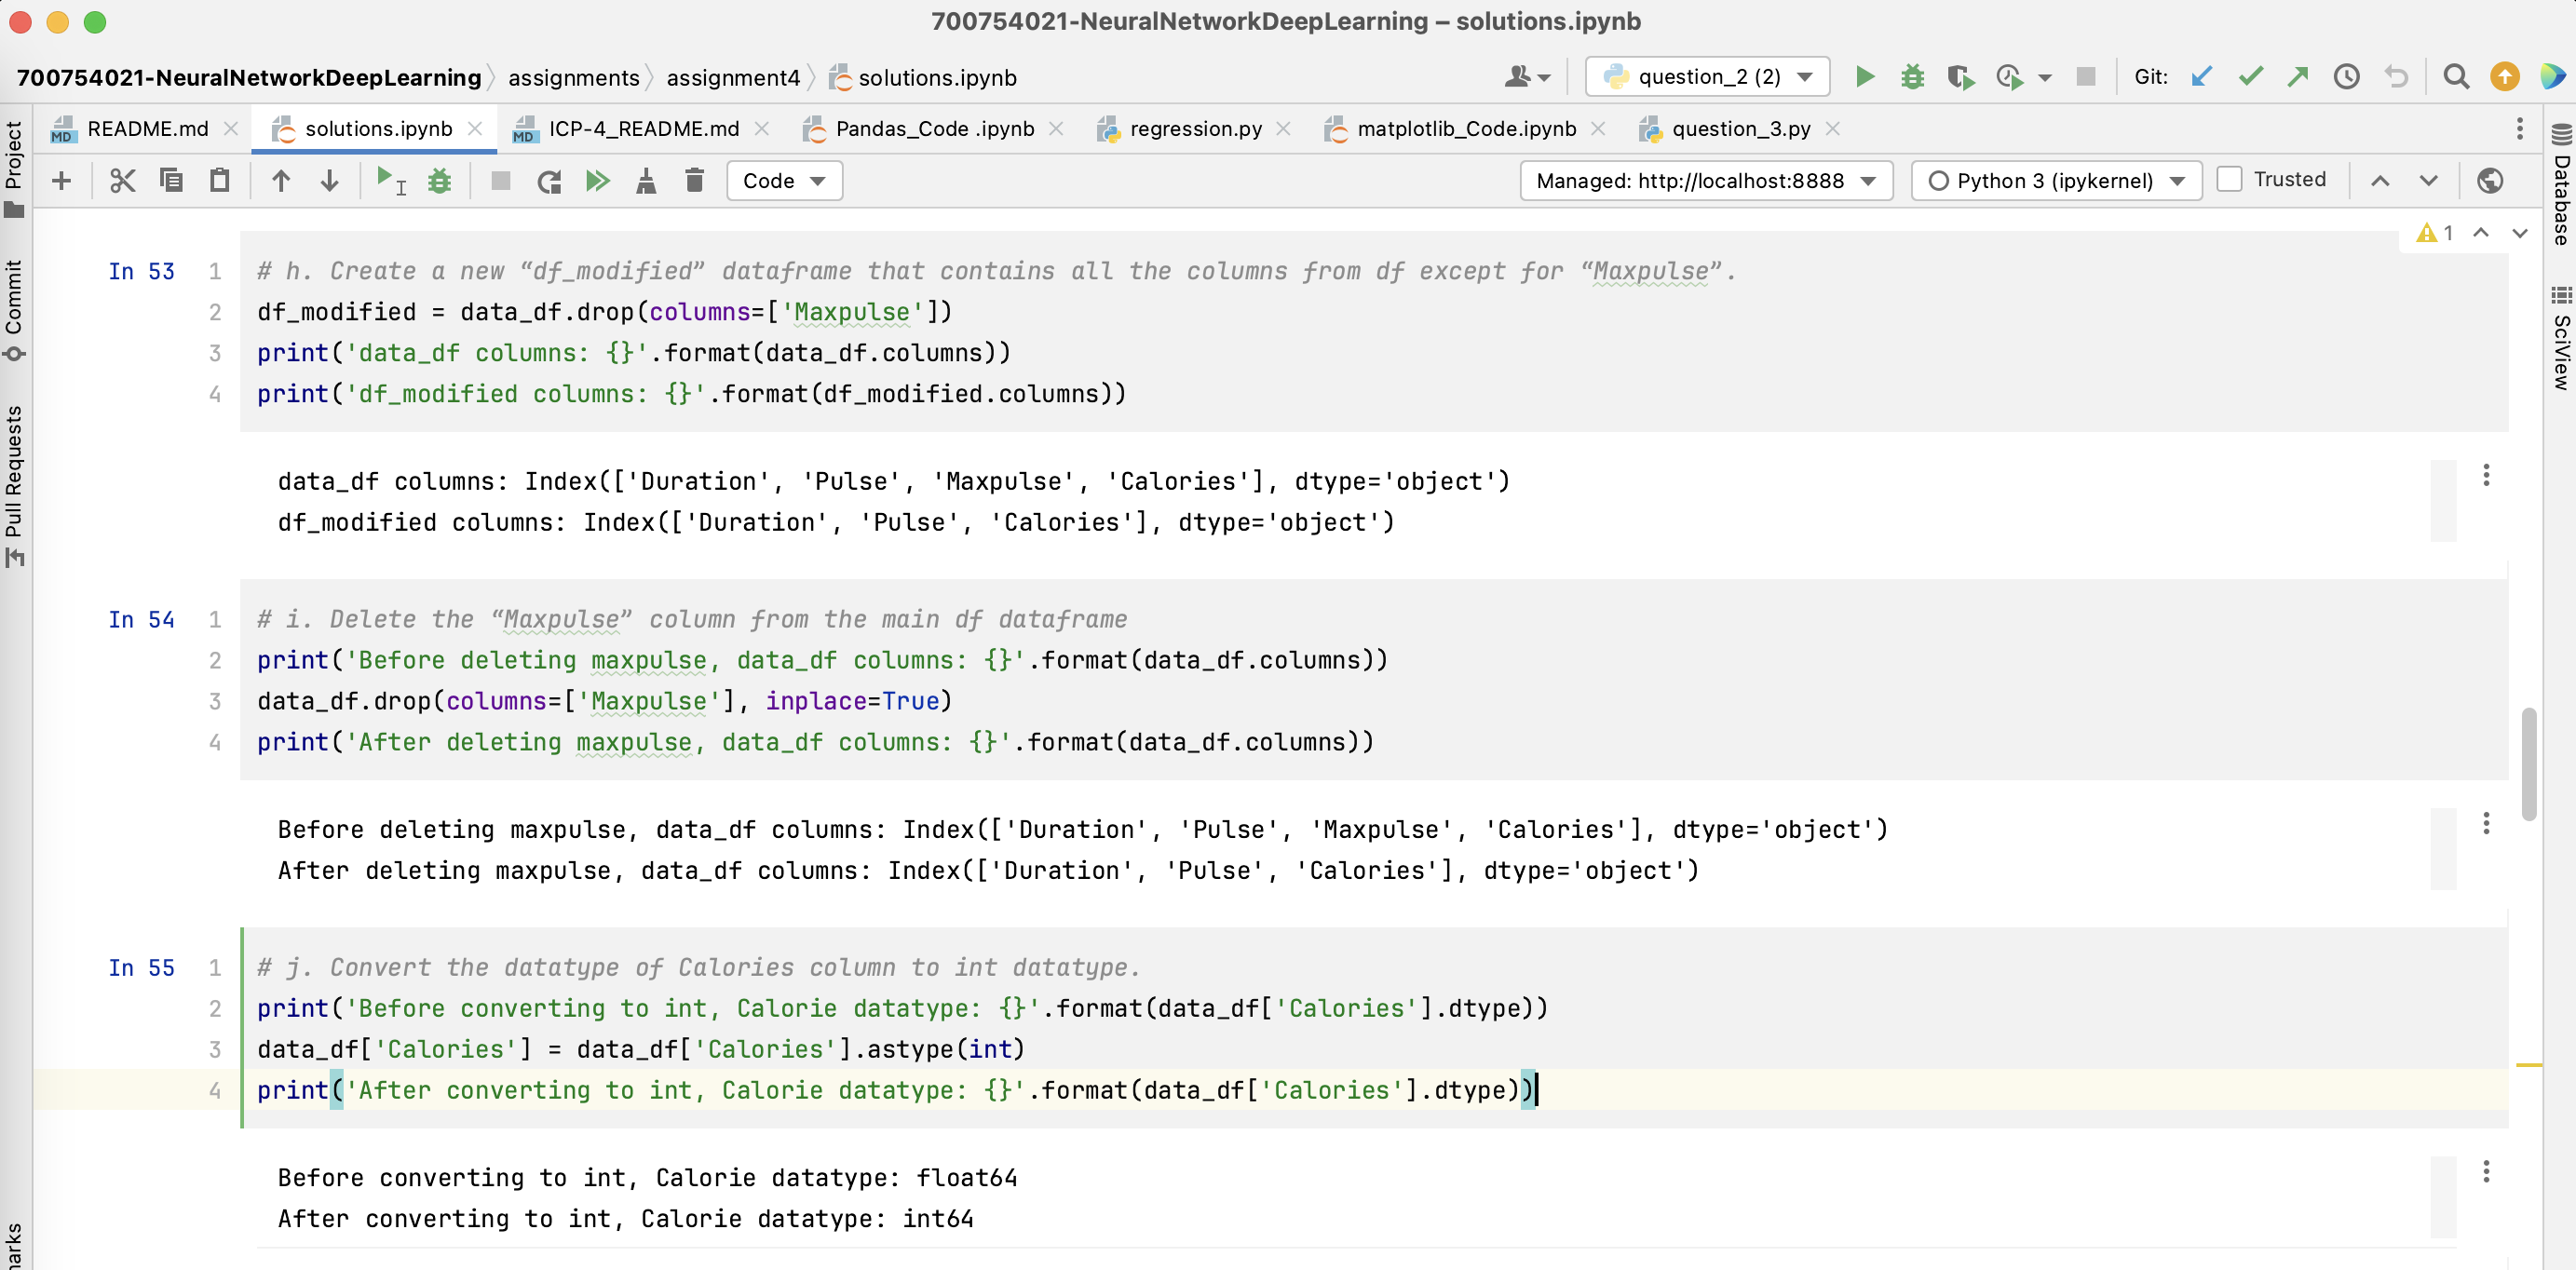 700754021-NeuralNetworkDeepLearning – solutions.ipynb
700754021-NeuralNetworkDeepLearning assignments assignment4 solutions.ipynb
question_2 (2)
Git:
README.md
solutions.ipynb
ICP-4_README.md
Pandas_Code .ipynb
regression.py
matplotlib_Code.ipynb
question_3.py
Code
Managed: http://localhost:8888
Python 3 (ipykernel)
Trusted
Project
Commit
Pull Requests
Database
SciView
1
In 53
1 # h. Create a new “df_modified” dataframe that contains all the columns from df except for “Maxpulse”.
2 df_modified = data_df.drop(columns=['Maxpulse'])
3 print('data_df columns: {}'.format(data_df.columns))
4 print('df_modified columns: {}'.format(df_modified.columns))
data_df columns: Index(['Duration', 'Pulse', 'Maxpulse', 'Calories'], dtype='object')
df_modified columns: Index(['Duration', 'Pulse', 'Calories'], dtype='object')
In 54
1 # i. Delete the “Maxpulse” column from the main df dataframe
2 print('Before deleting maxpulse, data_df columns: {}'.format(data_df.columns))
3 data_df.drop(columns=['Maxpulse'], inplace=True)
4 print('After deleting maxpulse, data_df columns: {}'.format(data_df.columns))
Before deleting maxpulse, data_df columns: Index(['Duration', 'Pulse', 'Maxpulse', 'Calories'], dtype='object')
After deleting maxpulse, data_df columns: Index(['Duration', 'Pulse', 'Calories'], dtype='object')
In 55
1 # j. Convert the datatype of Calories column to int datatype.
2 print('Before converting to int, Calorie datatype: {}'.format(data_df['Calories'].dtype))
3 data_df['Calories'] = data_df['Calories'].astype(int)
4 print('After converting to int, Calorie datatype: {}'.format(data_df['Calories'].dtype))
Before converting to int, Calorie datatype: float64
After converting to int, Calorie datatype: int64